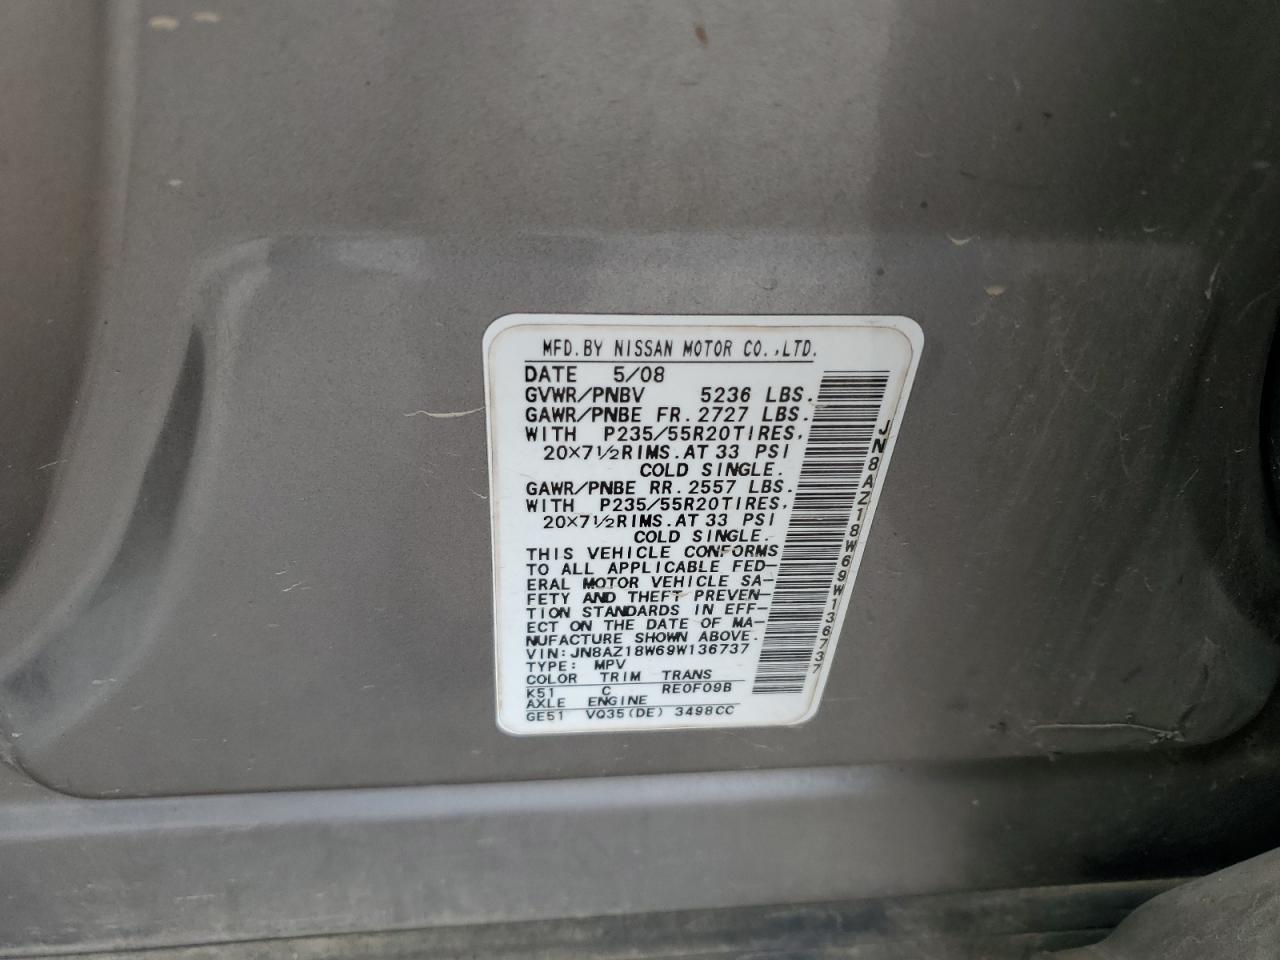 MFD.BY NISSAN MOTOR CO.,LTD.
DATE 5/08
GVWR/PNBV 5236 LBS.
GAWR/PNBE FR.2727 LBS.
WITH P235/55R20TIRES,
20×7½RIMS.AT 33 PSI
COLD SINGLE.
GAWR/PNBE RR.2557 LBS.
WITH P235/55R20TIRES,
20×7½RIMS.AT 33 PSI
COLD SINGLE.
THIS VEHICLE CONFORMS
TO ALL APPLICABLE FED-
ERAL MOTOR VEHICLE SA-
FETY AND THEFT PREVEN-
TION STANDARDS IN EFF-
ECT ON THE DATE OF MA-
NUFACTURE SHOWN ABOVE.
VIN:JN8AZ18W69W136737
TYPE: MPV
COLOR TRIM TRANS
K51 C RE0F09B
AXLE ENGINE
GE51 VQ35(DE) 3498CC
JN8AZ18W69W136737